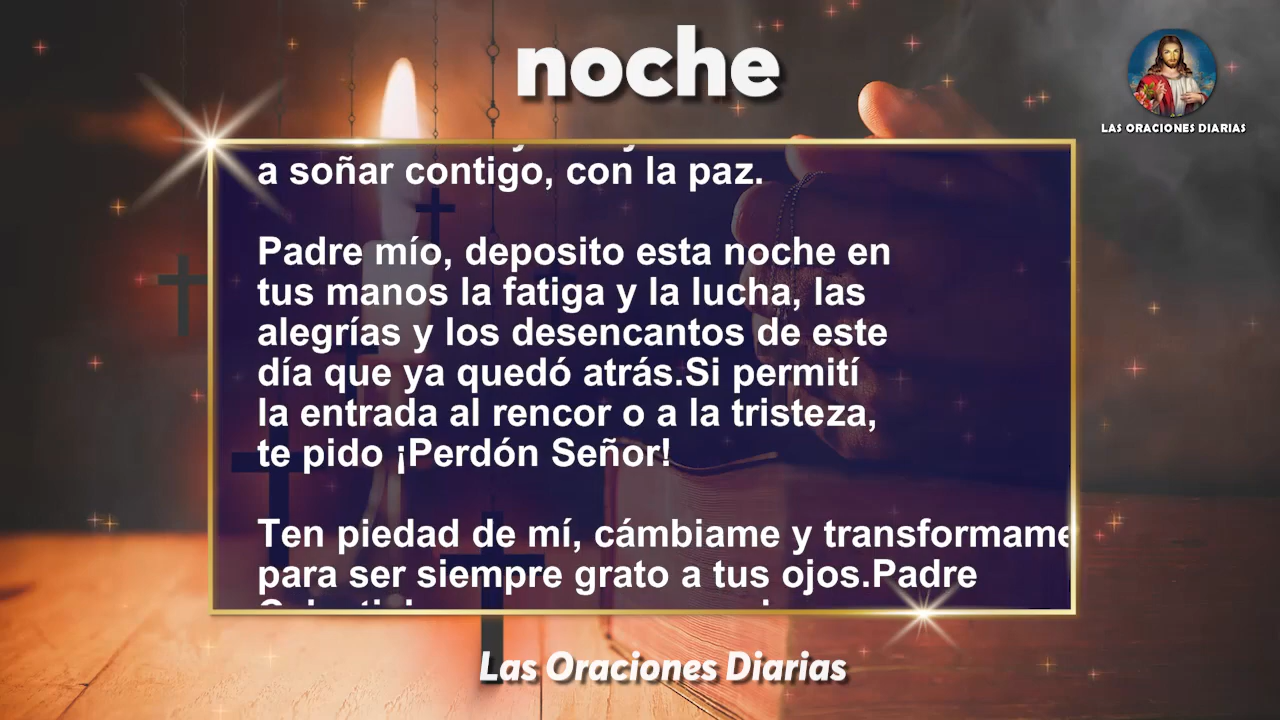 noche
LAS ORACIONES DIARIAS
a soñar contigo, con la paz.
Padre mío, deposito esta noche en
tus manos la fatiga y la lucha, las
alegrías y los desencantos de este
día que ya quedó atrás.Si permití
la entrada al rencor o a la tristeza,
te pido ¡Perdón Señor!
Ten piedad de mí, cámbiame y transformame
para ser siempre grato a tus ojos.Padre
Las Oraciones Diarias